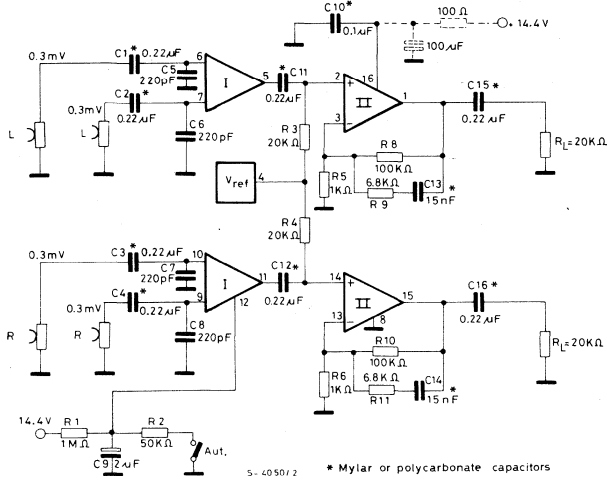 C10* 100Ω
0.1µF + 14.4V
100µF
C1* 0.22µF
0.3mV 6 C5 220pF I 5 * C11 0.22µF 2 + 16 II 1 C15* 0.22µF
C2 * 0.3mV 0.22µF 7
L L C6 220pF
3 −
R3 20KΩ
R8 100KΩ
RL=20KΩ
R5 1KΩ 6.8KΩ R9 C13 * 15nF
Vref 4
R4 20KΩ
C3* 0.22µF
0.3mV 10 C7 220pF I 11 C12* 0.22µF 14 + II 15 C16* 0.22µF
C4 * 0.3mV 0.22µF 9 12
R R C8 220pF
13 − 8
R10 100KΩ
RL=20KΩ
R6 1KΩ 6.8KΩ R11 C14 * 15nF
14.4V R1 1MΩ R2 50KΩ
C9 2µF Aut.
S-4050/2 * Mylar or polycarbonate capacitors